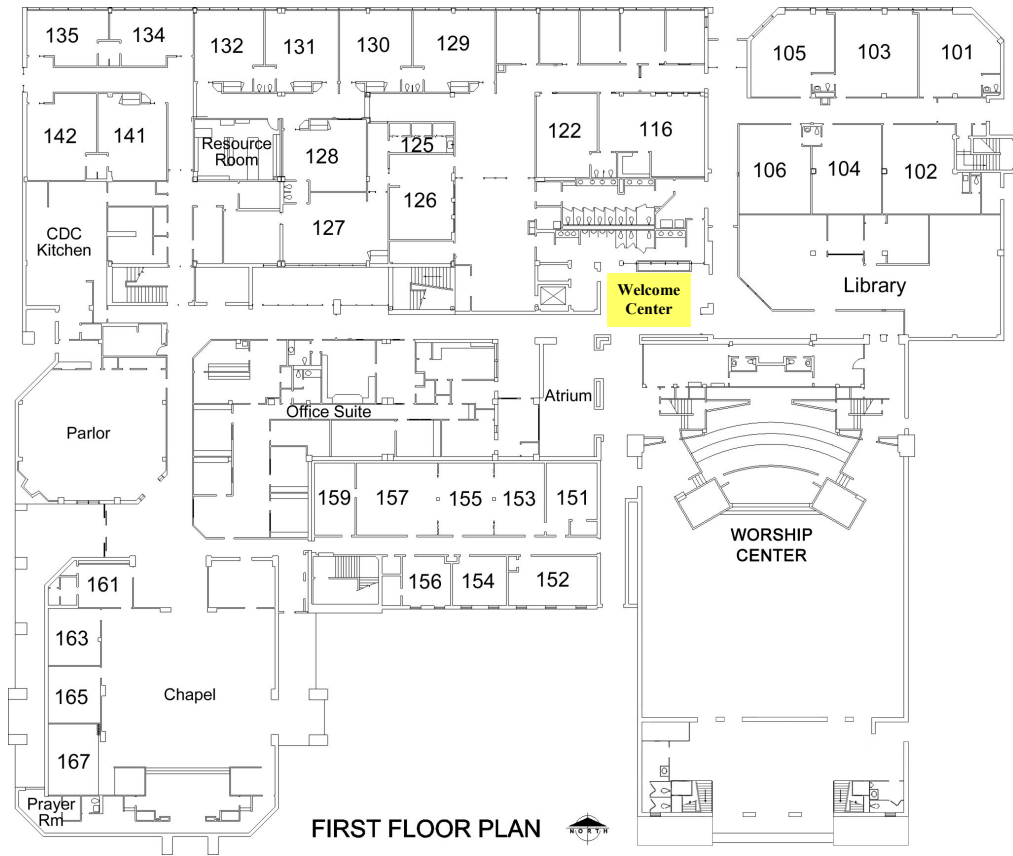 135
134
132
131
130
129
105
103
101
142
141
Resource
Room
128
125
122
116
106
104
102
126
127
CDC
Kitchen
Welcome
Center
Library
Parlor
Office Suite
Atrium
159
157
155
153
151
WORSHIP
CENTER
161
156
154
152
163
165
Chapel
167
Prayer
Rm
FIRST FLOOR PLAN
NORTH